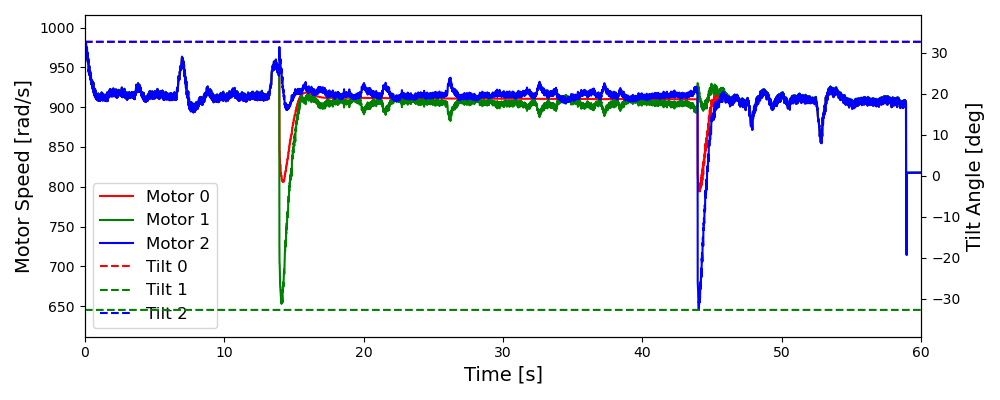 1000
950
900
850
800
750
700
650
Motor Speed [rad/s]
30
20
10
0
−10
−20
−30
Tilt Angle [deg]
Motor 0
Motor 1
Motor 2
Tilt 0
Tilt 1
Tilt 2
0 10 20 30 40 50 60
Time [s]